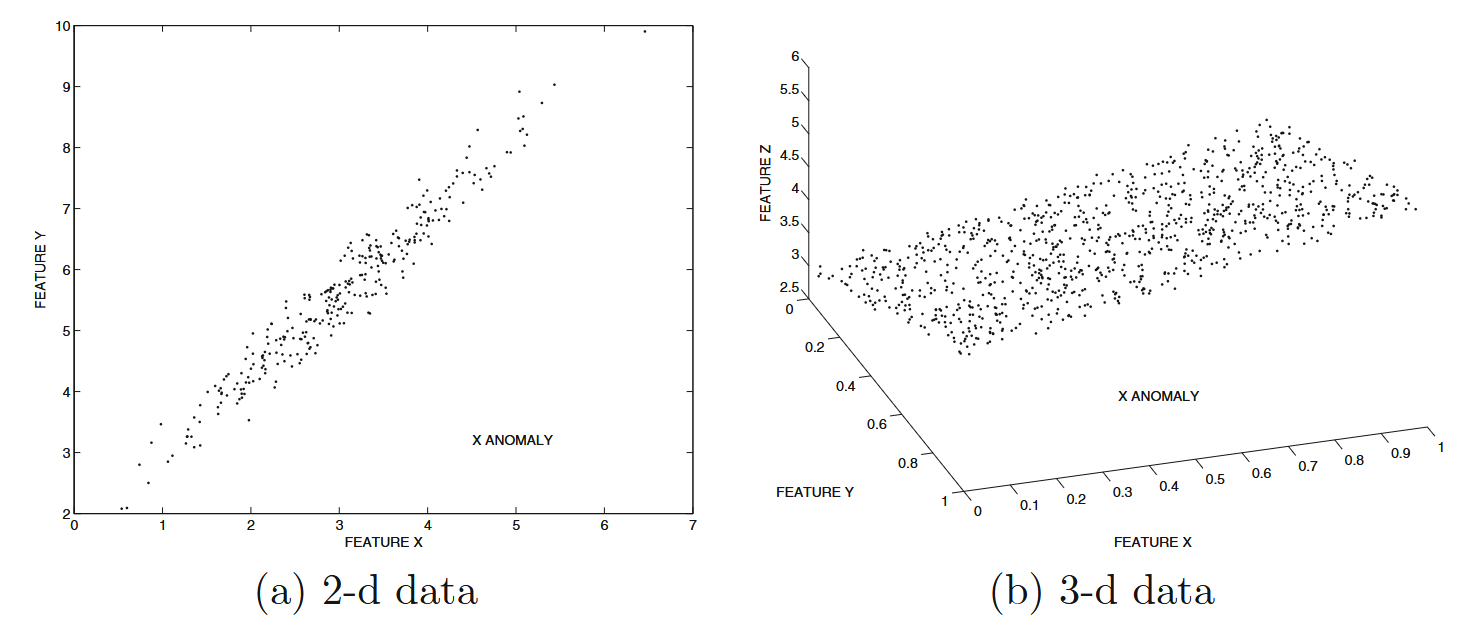 10
9
8
7
6
5
4
3
2
FEATURE Y
X ANOMALY
0 1 2 3 4 5 6 7
FEATURE X
(a) 2-d data
6
5.5
5
4.5
4
3.5
3
2.5
FEATURE Z
0
0.2
0.4
0.6
0.8
1
FEATURE Y
X ANOMALY
0 0.1 0.2 0.3 0.4 0.5 0.6 0.7 0.8 0.9 1
FEATURE X
(b) 3-d data